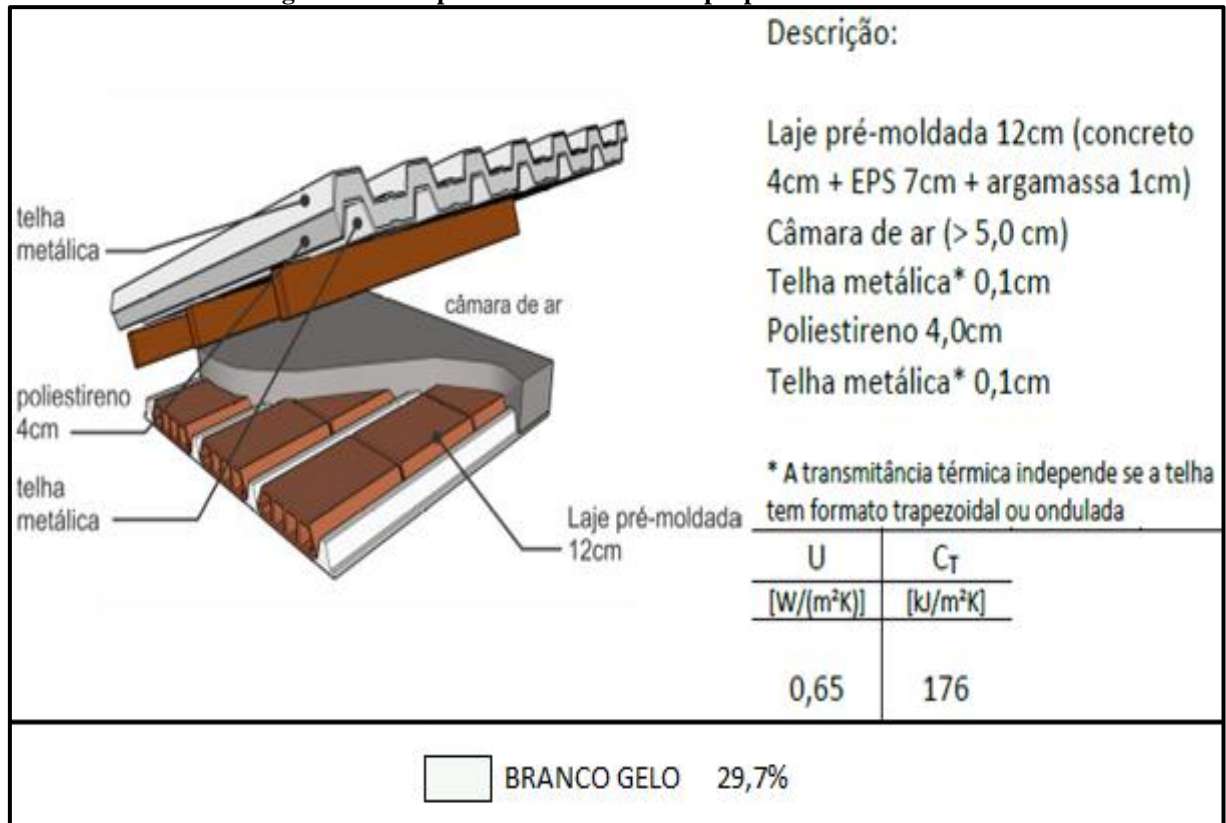 telha
metálica
câmara de ar
poliestireno
4cm
telha
metálica
Laje pré-moldada
12cm
Descrição:
Laje pré-moldada 12cm (concreto
4cm + EPS 7cm + argamassa 1cm)
Câmara de ar (> 5,0 cm)
Telha metálica* 0,1cm
Poliestireno 4,0cm
Telha metálica* 0,1cm
* A transmitância térmica independe se a telha
tem formato trapezoidal ou ondulada
U CT
[W/(m²K)] [kJ/m²K]
0,65 176
BRANCO GELO 29,7%